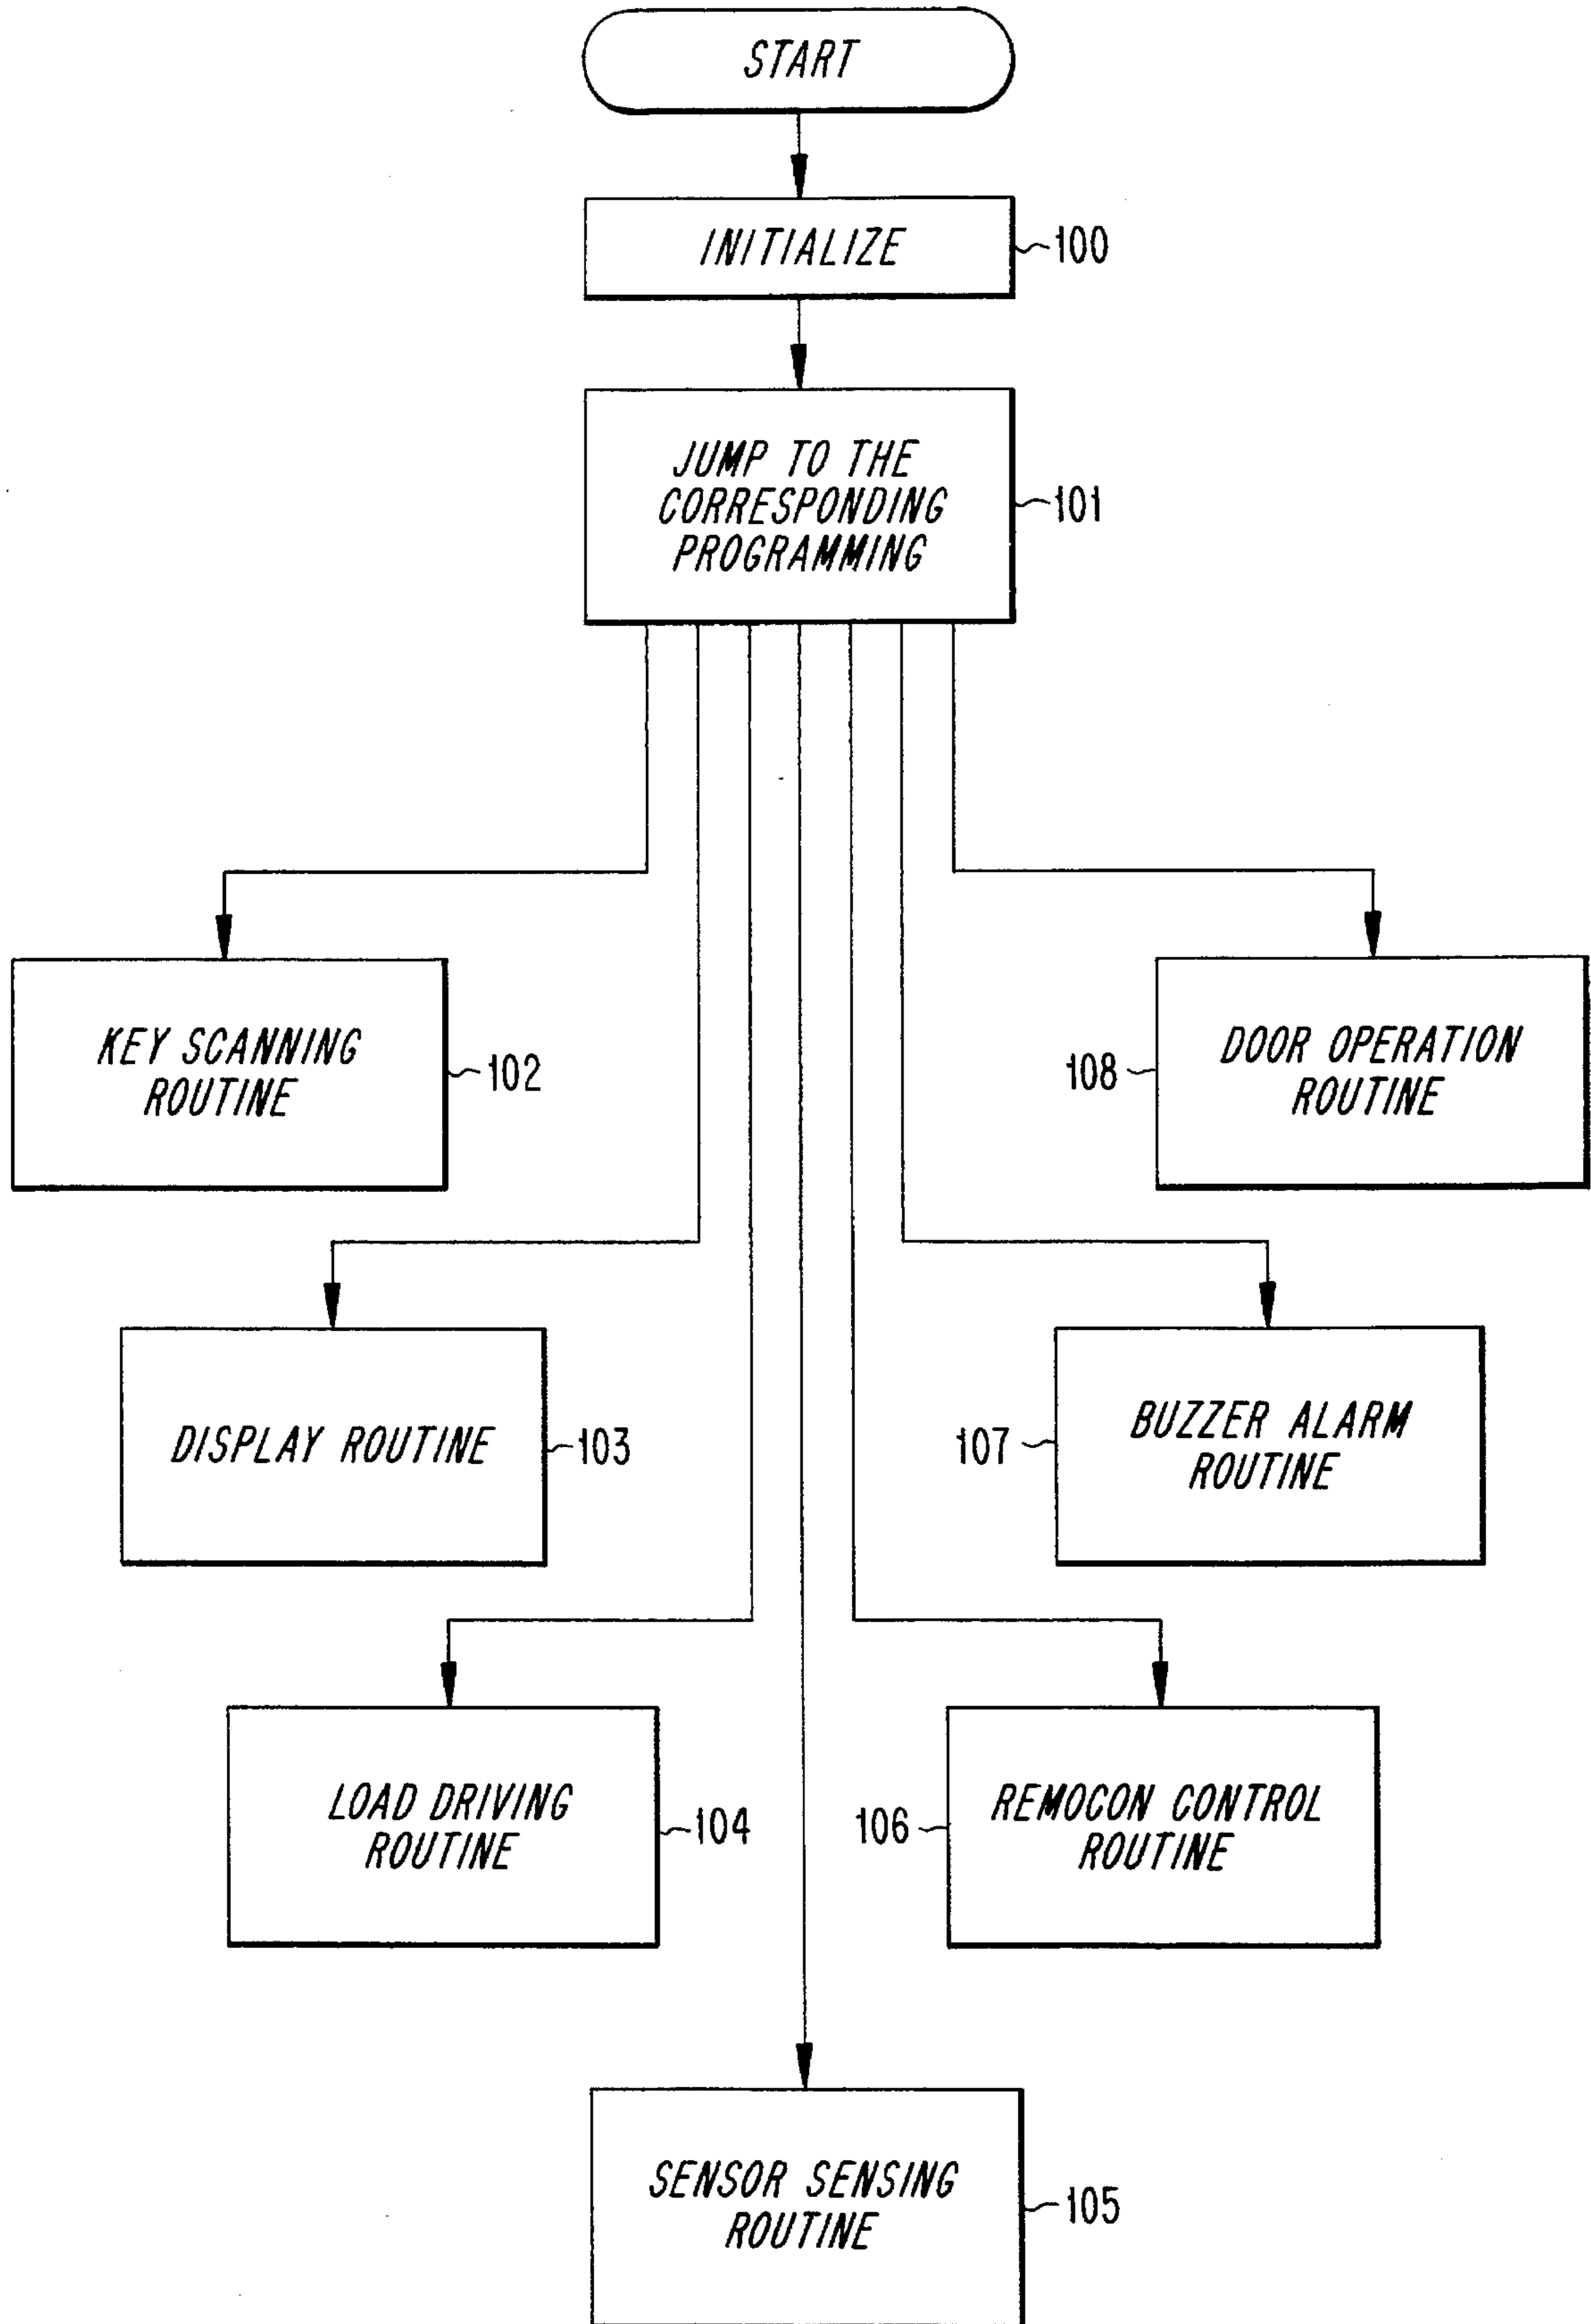 START
INITIALIZE
100
JUMP TO THE
CORRESPONDING
PROGRAMMING
101
KEY SCANNING
ROUTINE
102
108
DOOR OPERATION
ROUTINE
DISPLAY ROUTINE
103
107
BUZZER ALARM
ROUTINE
LOAD DRIVING
ROUTINE
104
106
REMOCON CONTROL
ROUTINE
SENSOR SENSING
ROUTINE
105